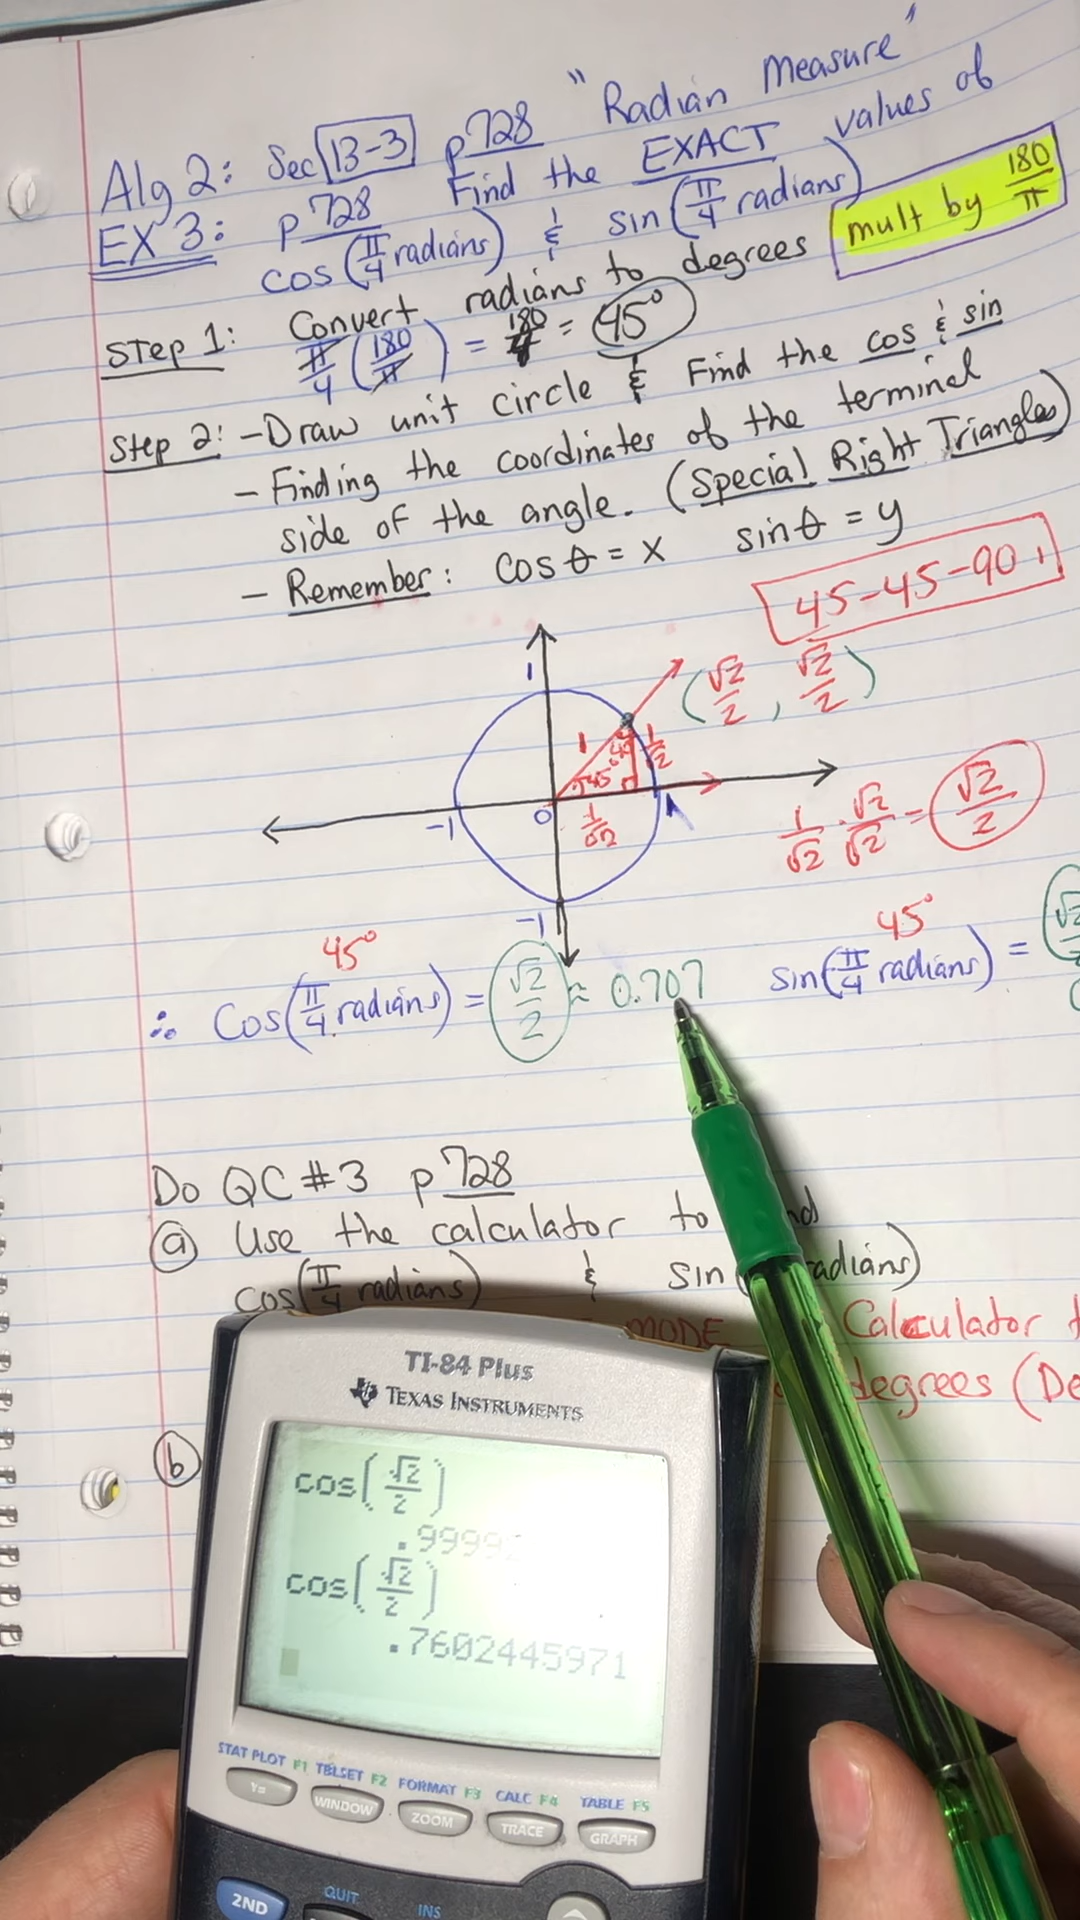 Alg 2: Sec 13-3 p728 "Radian Measure"
EX 3: p728 Find the EXACT values of
cos(π/4 radians) & sin(π/4 radians)
mult by 180/π
Step 1: Convert radians to degrees
π/4 (180/π) = 180/4 = 45°
Step 2: -Draw unit circle & Find the cos & sin
- Finding the coordinates of the terminal
side of the angle. (Special Right Triangles)
- Remember: cos θ = x sin θ = y
45-45-90
1
(√2/2, √2/2)
1
45°
1/√2
-1
0
1/√2
1/√2 · √2/√2 = √2/2
-1
45°
45°
∴ Cos(π/4 radians) = √2/2 ≈ 0.707
sin(π/4 radians) =
Do QC #3 p728
(a) Use the calculator to
cos(π/4 radians) & sin radians)
MODE Calculator
degrees
(b)
TI-84 Plus
TEXAS INSTRUMENTS
cos(√2/2)
.9999
cos(√2/2)
.7602445971
STAT PLOT F1 TBLSET F2 FORMAT F3 CALC F4 TABLE F5
Y= WINDOW ZOOM TRACE GRAPH
2ND
QUIT
INS